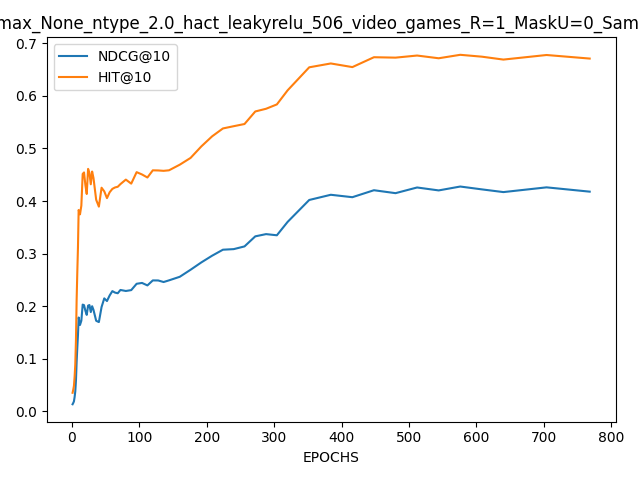 max_None_ntype_2.0_hact_leakyrelu_506_video_games_R=1_MaskU=0_Sam
NDCG@10
HIT@10
0.7
0.6
0.5
0.4
0.3
0.2
0.1
0.0
0 100 200 300 400 500 600 700 800
EPOCHS